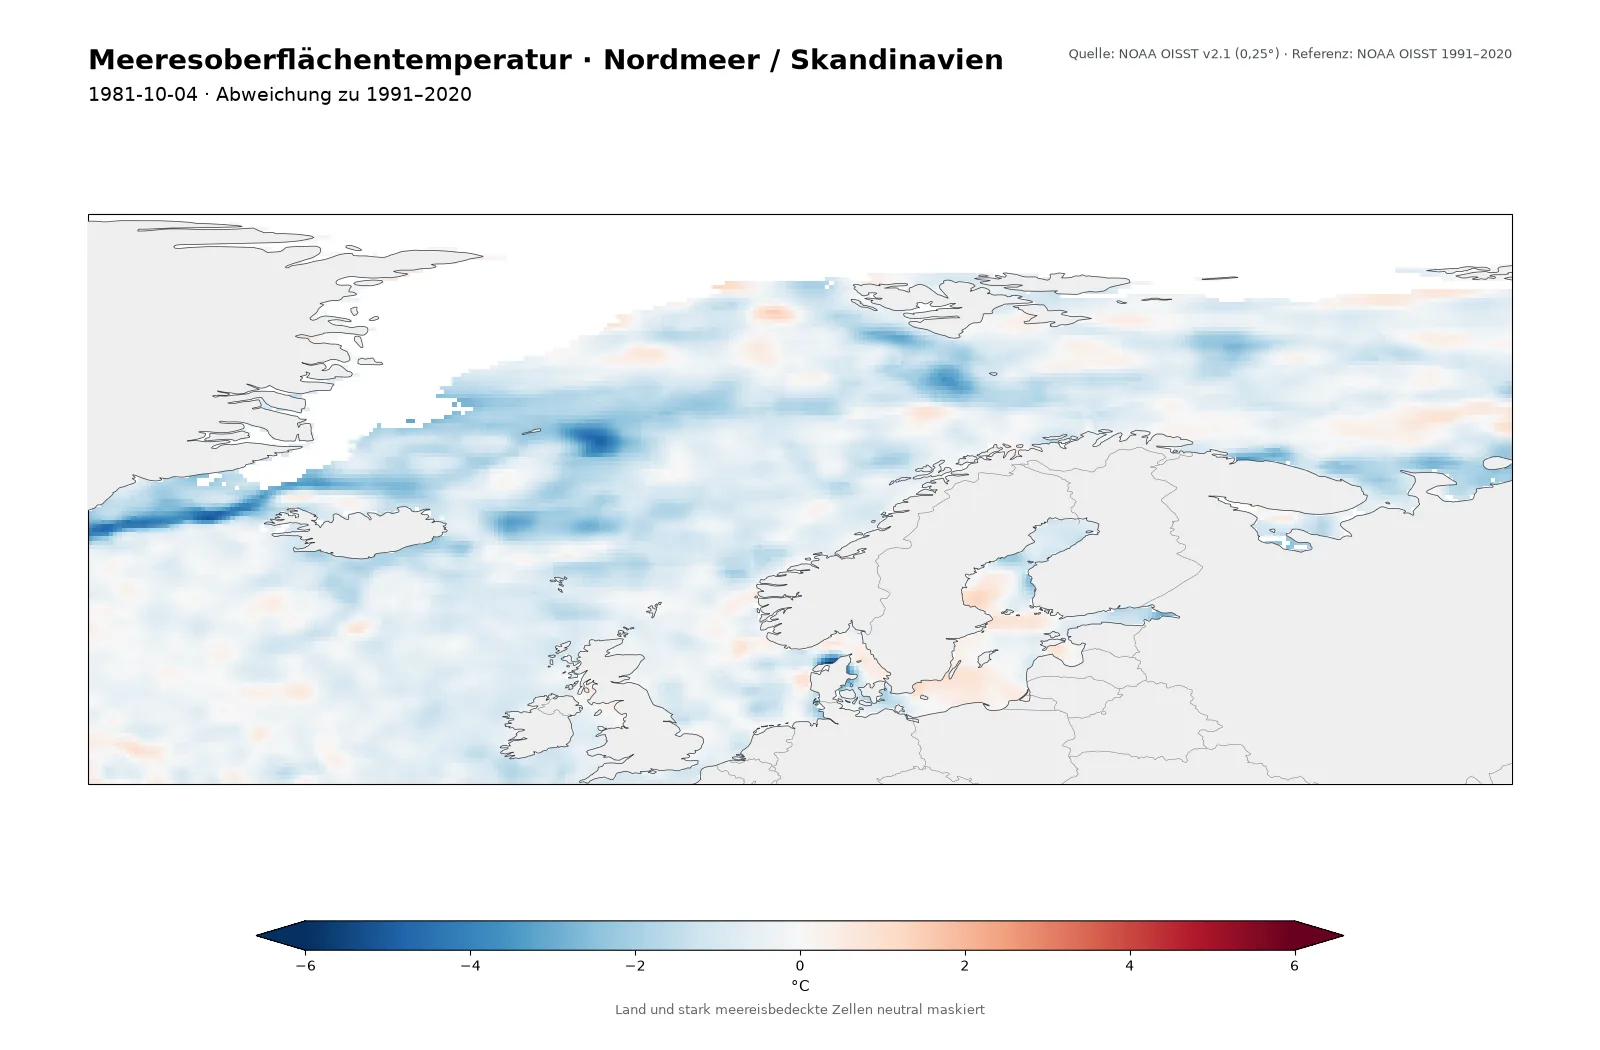 Meeresoberflächentemperatur · Nordmeer / Skandinavien
Quelle: NOAA OISST v2.1 (0,25°) · Referenz: NOAA OISST 1991–2020
1981-10-04 · Abweichung zu 1991–2020
−6 −4 −2 0 2 4 6
°C
Land und stark meereisbedeckte Zellen neutral maskiert